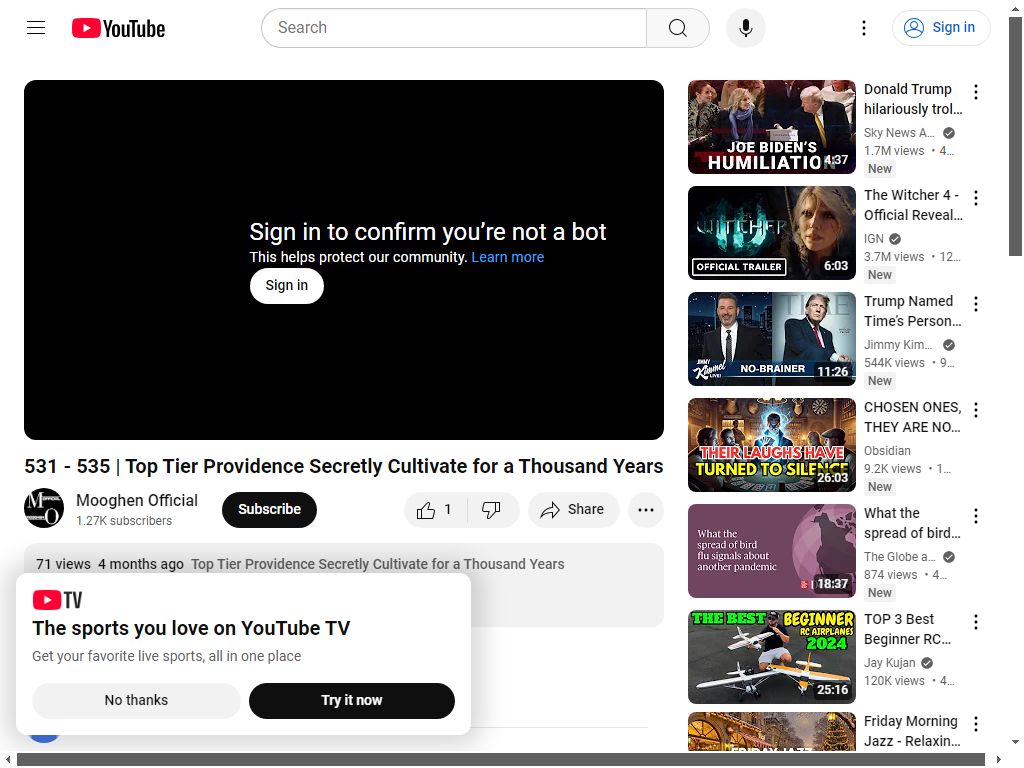 YouTube
Search
Sign in
Sign in to confirm you're not a bot
This helps protect our community. Learn more
Sign in
531 - 535 | Top Tier Providence Secretly Cultivate for a Thousand Years
Mooghen Official
1.27K subscribers
Subscribe
1
Share
71 views 4 months ago Top Tier Providence Secretly Cultivate for a Thousand Years
TV
The sports you love on YouTube TV
Get your favorite live sports, all in one place
No thanks
Try it now
JOE BIDEN'S
HUMILIATION
4:37
Donald Trump
hilariously trol...
Sky News A...
1.7M views • 4...
New
THE
WITCHER
OFFICIAL TRAILER
6:03
The Witcher 4 -
Official Reveal...
IGN
3.7M views • 12...
New
TIME
JIMMY
Kimmel
LIVE!
NO-BRAINER
11:26
Trump Named
Time's Person...
Jimmy Kim...
544K views • 9...
New
THEIR LAUGHS HAVE
TURNED TO SILENCE
26:03
CHOSEN ONES,
THEY ARE NO...
Obsidian
9.2K views • 1...
New
What the
spread of bird
flu signals about
another pandemic
18:37
What the
spread of bird...
The Globe a...
874 views • 4...
New
THE BEST BEGINNER
RC AIRPLANES
2024
25:16
TOP 3 Best
Beginner RC...
Jay Kujan
120K views • 4...
FRIDAY JAZZ
Friday Morning
Jazz - Relaxin...